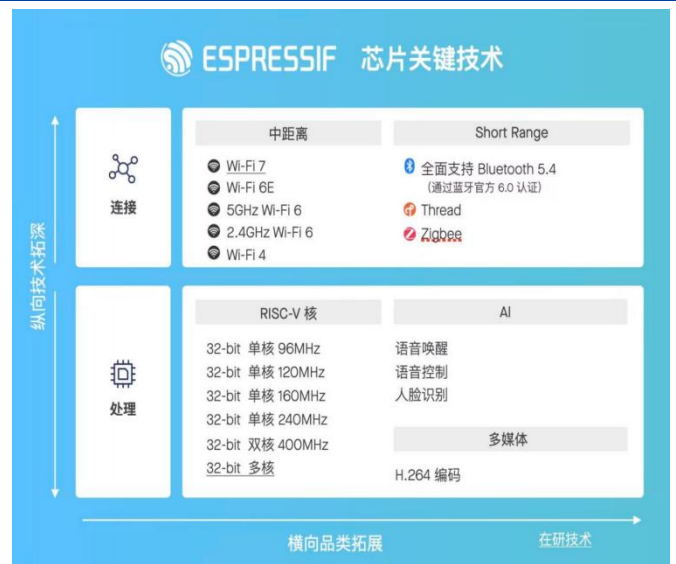 ESPRESSIF 芯片关键技术
纵向技术拓深
连接
中距离
Wi-Fi 7
Wi-Fi 6E
5GHz Wi-Fi 6
2.4GHz Wi-Fi 6
Wi-Fi 4
Short Range
全面支持 Bluetooth 5.4
（通过蓝牙官方 6.0 认证）
Thread
Zigbee
处理
RISC-V 核
32-bit 单核 96MHz
32-bit 单核 120MHz
32-bit 单核 160MHz
32-bit 单核 240MHz
32-bit 双核 400MHz
32-bit 多核
AI
语音唤醒
语音控制
人脸识别
多媒体
H.264 编码
横向品类拓展
在研技术